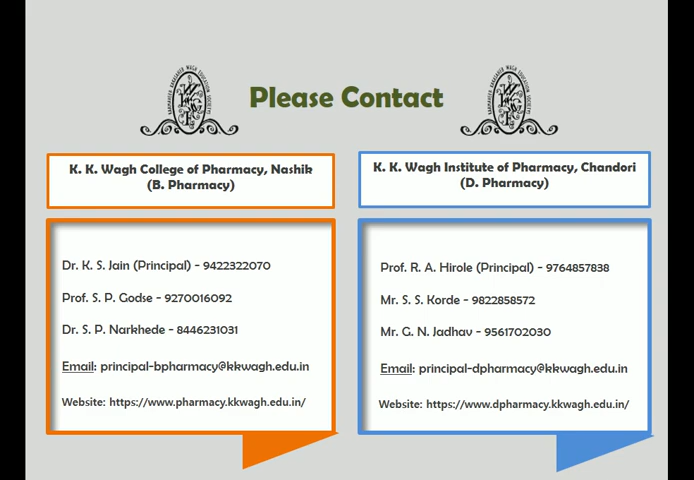 Please Contact
K. K. Wagh College of Pharmacy, Nashik
(B. Pharmacy)
Dr. K. S. Jain (Principal) - 9422322070
Prof. S. P. Godse - 9270016092
Dr. S. P. Narkhede - 8446231031
Email: principal-bpharmacy@kkwagh.edu.in
Website: https://www.pharmacy.kkwagh.edu.in/
K. K. Wagh Institute of Pharmacy, Chandori
(D. Pharmacy)
Prof. R. A. Hirole (Principal) - 9764857838
Mr. S. S. Korde - 9822858572
Mr. G. N. Jadhav - 9561702030
Email: principal-dpharmacy@kkwagh.edu.in
Website: https://www.dpharmacy.kkwagh.edu.in/